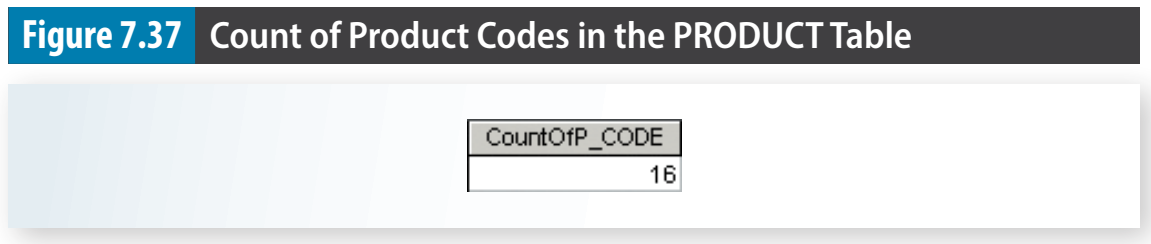 Figure 7.37 Count of Product Codes in the PRODUCT Table
CountOfP_CODE
16